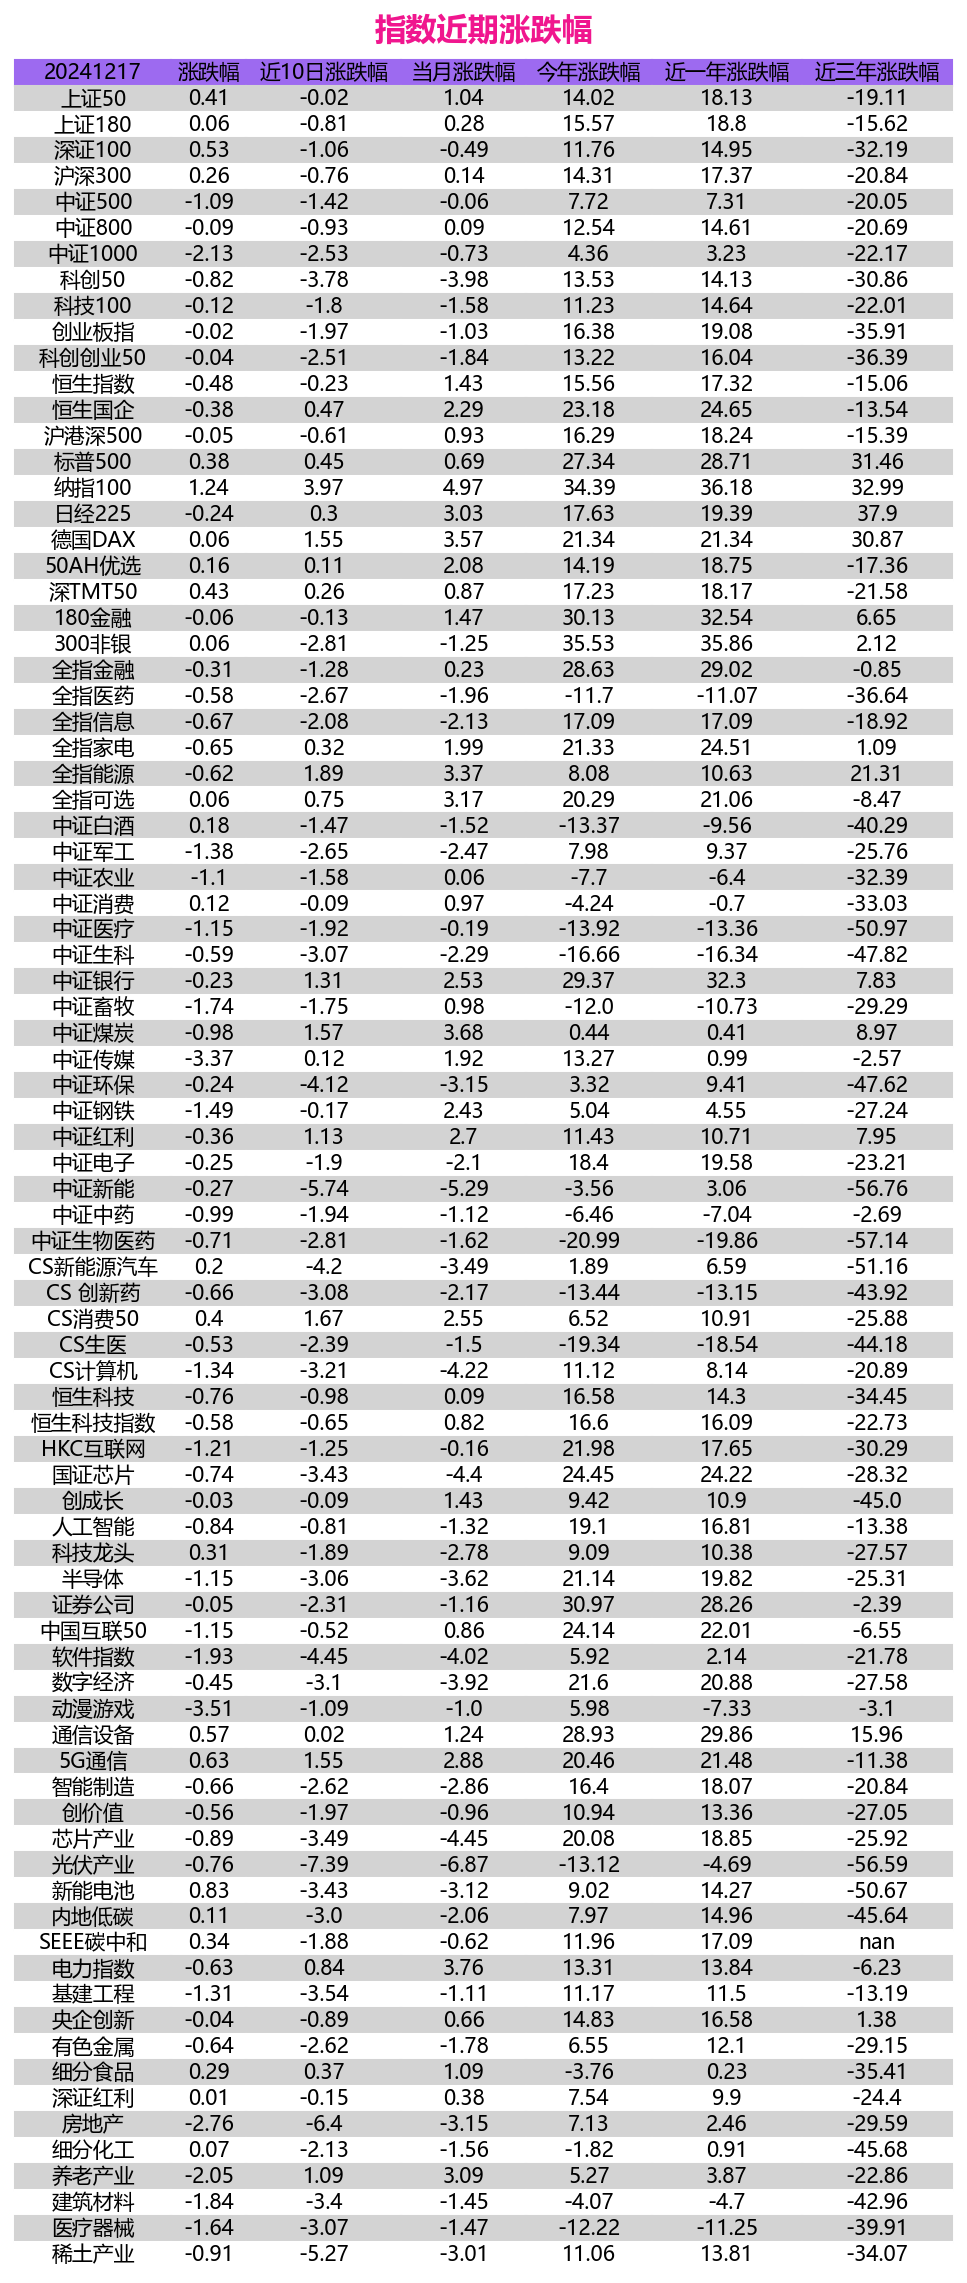 指数近期涨跌幅
20241217 涨跌幅 近10日涨跌幅 当月涨跌幅 今年涨跌幅 近一年涨跌幅 近三年涨跌幅
上证50 0.41 -0.02 1.04 14.02 18.13 -19.11
上证180 0.06 -0.81 0.28 15.57 18.8 -15.62
深证100 0.53 -1.06 -0.49 11.76 14.95 -32.19
沪深300 0.26 -0.76 0.14 14.31 17.37 -20.84
中证500 -1.09 -1.42 -0.06 7.72 7.31 -20.05
中证800 -0.09 -0.93 0.09 12.54 14.61 -20.69
中证1000 -2.13 -2.53 -0.73 4.36 3.23 -22.17
科创50 -0.82 -3.78 -3.98 13.53 14.13 -30.86
科技100 -0.12 -1.8 -1.58 11.23 14.64 -22.01
创业板指 -0.02 -1.97 -1.03 16.38 19.08 -35.91
科创创业50 -0.04 -2.51 -1.84 13.22 16.04 -36.39
恒生指数 -0.48 -0.23 1.43 15.56 17.32 -15.06
恒生国企 -0.38 0.47 2.29 23.18 24.65 -13.54
沪港深500 -0.05 -0.61 0.93 16.29 18.24 -15.39
标普500 0.38 0.45 0.69 27.34 28.71 31.46
纳指100 1.24 3.97 4.97 34.39 36.18 32.99
日经225 -0.24 0.3 3.03 17.63 19.39 37.9
德国DAX 0.06 1.55 3.57 21.34 21.34 30.87
50AH优选 0.16 0.11 2.08 14.19 18.75 -17.36
深TMT50 0.43 0.26 0.87 17.23 18.17 -21.58
180金融 -0.06 -0.13 1.47 30.13 32.54 6.65
300非银 0.06 -2.81 -1.25 35.53 35.86 2.12
全指金融 -0.31 -1.28 0.23 28.63 29.02 -0.85
全指医药 -0.58 -2.67 -1.96 -11.7 -11.07 -36.64
全指信息 -0.67 -2.08 -2.13 17.09 17.09 -18.92
全指家电 -0.65 0.32 1.99 21.33 24.51 1.09
全指能源 -0.62 1.89 3.37 8.08 10.63 21.31
全指可选 0.06 0.75 3.17 20.29 21.06 -8.47
中证白酒 0.18 -1.47 -1.52 -13.37 -9.56 -40.29
中证军工 -1.38 -2.65 -2.47 7.98 9.37 -25.76
中证农业 -1.1 -1.58 0.06 -7.7 -6.4 -32.39
中证消费 0.12 -0.09 0.97 -4.24 -0.7 -33.03
中证医疗 -1.15 -1.92 -0.19 -13.92 -13.36 -50.97
中证生科 -0.59 -3.07 -2.29 -16.66 -16.34 -47.82
中证银行 -0.23 1.31 2.53 29.37 32.3 7.83
中证畜牧 -1.74 -1.75 0.98 -12.0 -10.73 -29.29
中证煤炭 -0.98 1.57 3.68 0.44 0.41 8.97
中证传媒 -3.37 0.12 1.92 13.27 0.99 -2.57
中证环保 -0.24 -4.12 -3.15 3.32 9.41 -47.62
中证钢铁 -1.49 -0.17 2.43 5.04 4.55 -27.24
中证红利 -0.36 1.13 2.7 11.43 10.71 7.95
中证电子 -0.25 -1.9 -2.1 18.4 19.58 -23.21
中证新能 -0.27 -5.74 -5.29 -3.56 3.06 -56.76
中证中药 -0.99 -1.94 -1.12 -6.46 -7.04 -2.69
中证生物医药 -0.71 -2.81 -1.62 -20.99 -19.86 -57.14
CS新能源汽车 0.2 -4.2 -3.49 1.89 6.59 -51.16
CS 创新药 -0.66 -3.08 -2.17 -13.44 -13.15 -43.92
CS消费50 0.4 1.67 2.55 6.52 10.91 -25.88
CS生医 -0.53 -2.39 -1.5 -19.34 -18.54 -44.18
CS计算机 -1.34 -3.21 -4.22 11.12 8.14 -20.89
恒生科技 -0.76 -0.98 0.09 16.58 14.3 -34.45
恒生科技指数 -0.58 -0.65 0.82 16.6 16.09 -22.73
HKC互联网 -1.21 -1.25 -0.16 21.98 17.65 -30.29
国证芯片 -0.74 -3.43 -4.4 24.45 24.22 -28.32
创成长 -0.03 -0.09 1.43 9.42 10.9 -45.0
人工智能 -0.84 -0.81 -1.32 19.1 16.81 -13.38
科技龙头 0.31 -1.89 -2.78 9.09 10.38 -27.57
半导体 -1.15 -3.06 -3.62 21.14 19.82 -25.31
证券公司 -0.05 -2.31 -1.16 30.97 28.26 -2.39
中国互联50 -1.15 -0.52 0.86 24.14 22.01 -6.55
软件指数 -1.93 -4.45 -4.02 5.92 2.14 -21.78
数字经济 -0.45 -3.1 -3.92 21.6 20.88 -27.58
动漫游戏 -3.51 -1.09 -1.0 5.98 -7.33 -3.1
通信设备 0.57 0.02 1.24 28.93 29.86 15.96
5G通信 0.63 1.55 2.88 20.46 21.48 -11.38
智能制造 -0.66 -2.62 -2.86 16.4 18.07 -20.84
创价值 -0.56 -1.97 -0.96 10.94 13.36 -27.05
芯片产业 -0.89 -3.49 -4.45 20.08 18.85 -25.92
光伏产业 -0.76 -7.39 -6.87 -13.12 -4.69 -56.59
新能电池 0.83 -3.43 -3.12 9.02 14.27 -50.67
内地低碳 0.11 -3.0 -2.06 7.97 14.96 -45.64
SEEE碳中和 0.34 -1.88 -0.62 11.96 17.09 nan
电力指数 -0.63 0.84 3.76 13.31 13.84 -6.23
基建工程 -1.31 -3.54 -1.11 11.17 11.5 -13.19
央企创新 -0.04 -0.89 0.66 14.83 16.58 1.38
有色金属 -0.64 -2.62 -1.78 6.55 12.1 -29.15
细分食品 0.29 0.37 1.09 -3.76 0.23 -35.41
深证红利 0.01 -0.15 0.38 7.54 9.9 -24.4
房地产 -2.76 -6.4 -3.15 7.13 2.46 -29.59
细分化工 0.07 -2.13 -1.56 -1.82 0.91 -45.68
养老产业 -2.05 1.09 3.09 5.27 3.87 -22.86
建筑材料 -1.84 -3.4 -1.45 -4.07 -4.7 -42.96
医疗器械 -1.64 -3.07 -1.47 -12.22 -11.25 -39.91
稀土产业 -0.91 -5.27 -3.01 11.06 13.81 -34.07